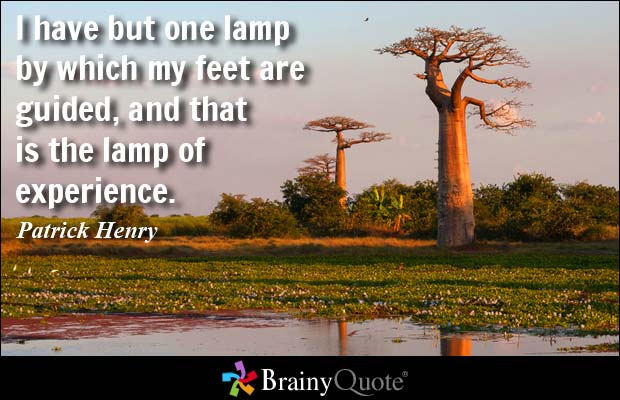 I have but one lamp
by which my feet are
guided, and that
is the lamp of
experience.
Patrick Henry
BrainyQuote®